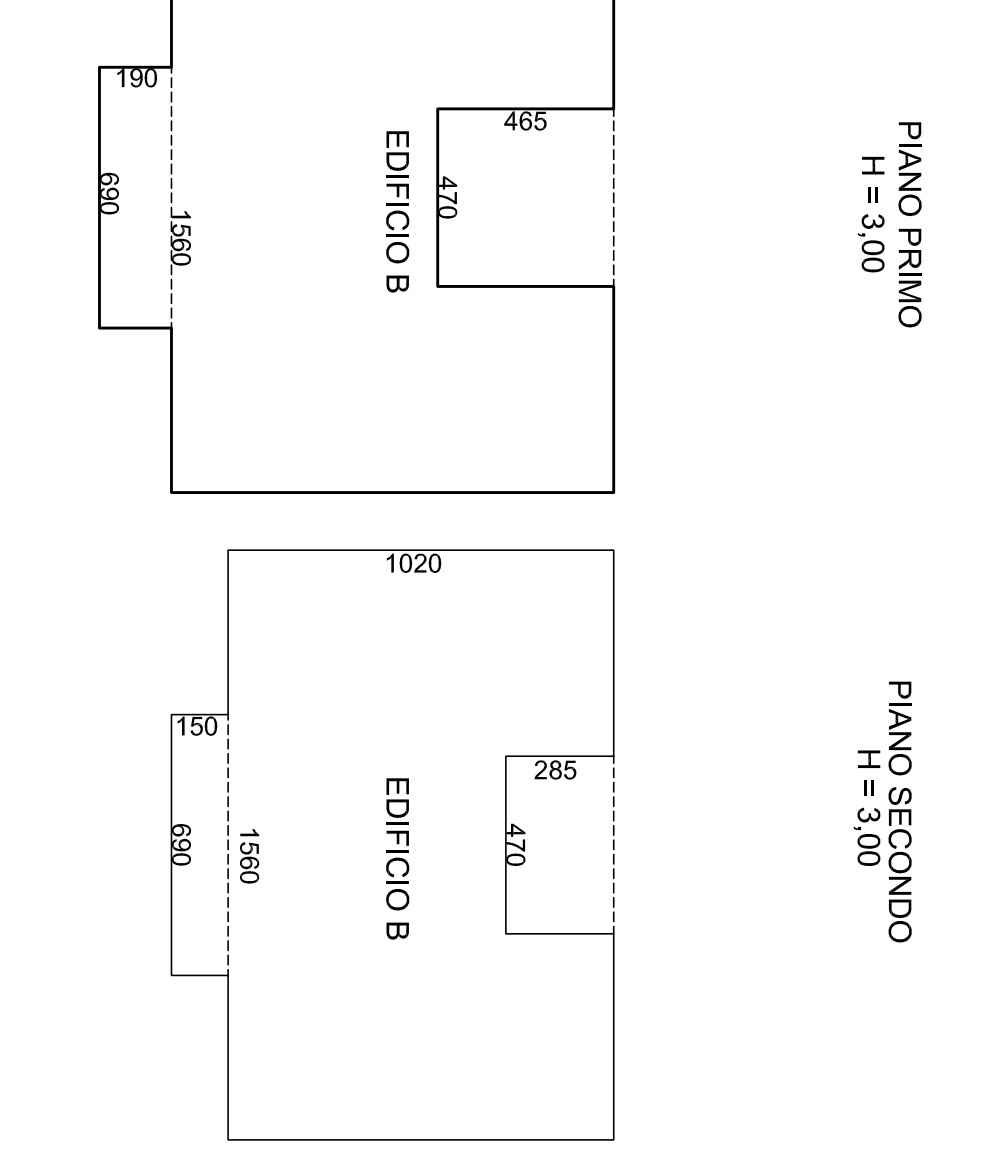 190
465
690
1560
EDIFICIO B
470
PIANO PRIMO
H = 3,00
1020
150
285
690
1560
EDIFICIO B
470
PIANO SECONDO
H = 3,00